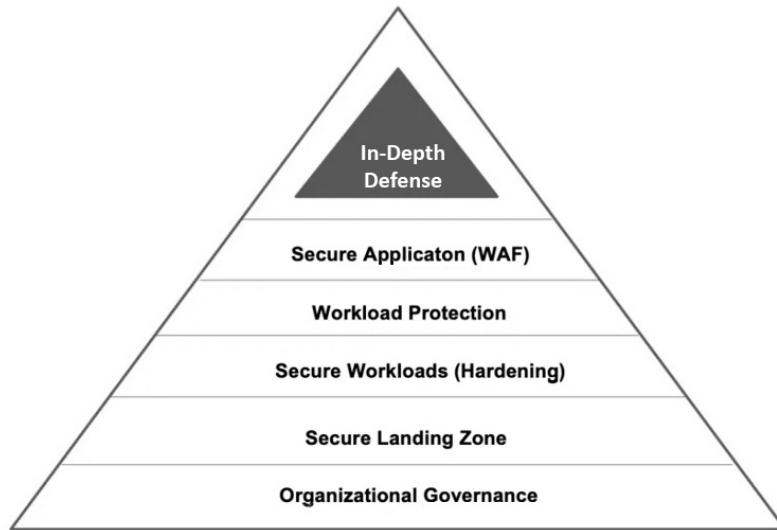 In-Depth
Defense
Secure Applicaton (WAF)
Workload Protection
Secure Workloads (Hardening)
Secure Landing Zone
Organizational Governance